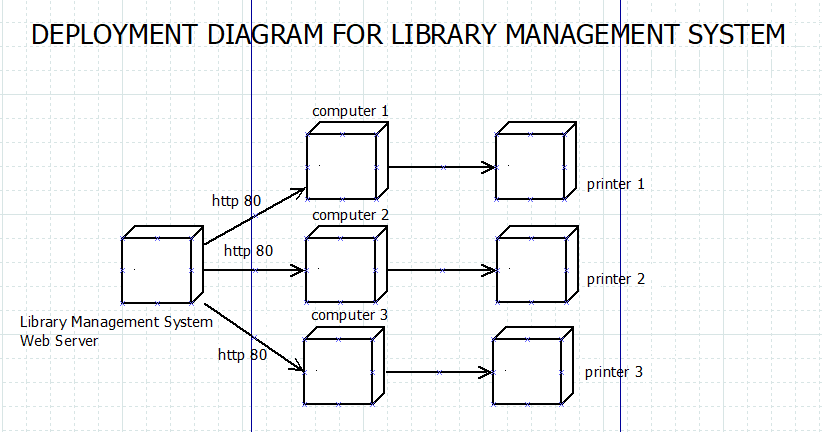 DEPLOYMENT DIAGRAM FOR LIBRARY MANAGEMENT SYSTEM
computer 1
printer 1
http 80
computer 2
http 80
printer 2
Library Management System
Web Server
computer 3
http 80
printer 3